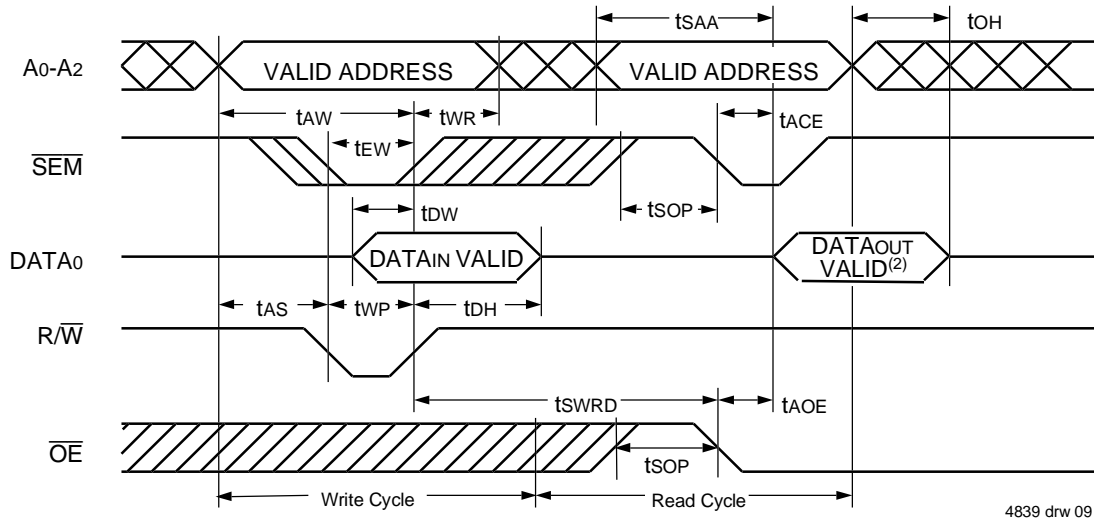 tSAA
tOH
A0-A2
VALID ADDRESS
VALID ADDRESS
tAW
tWR
tACE
tEW
SEM
tSOP
tDW
DATA0
DATAIN VALID
DATAOUT
VALID(2)
tAS
tWP
tDH
R/W
tSWRD
tAOE
OE
tSOP
Write Cycle
Read Cycle
4839 drw 09